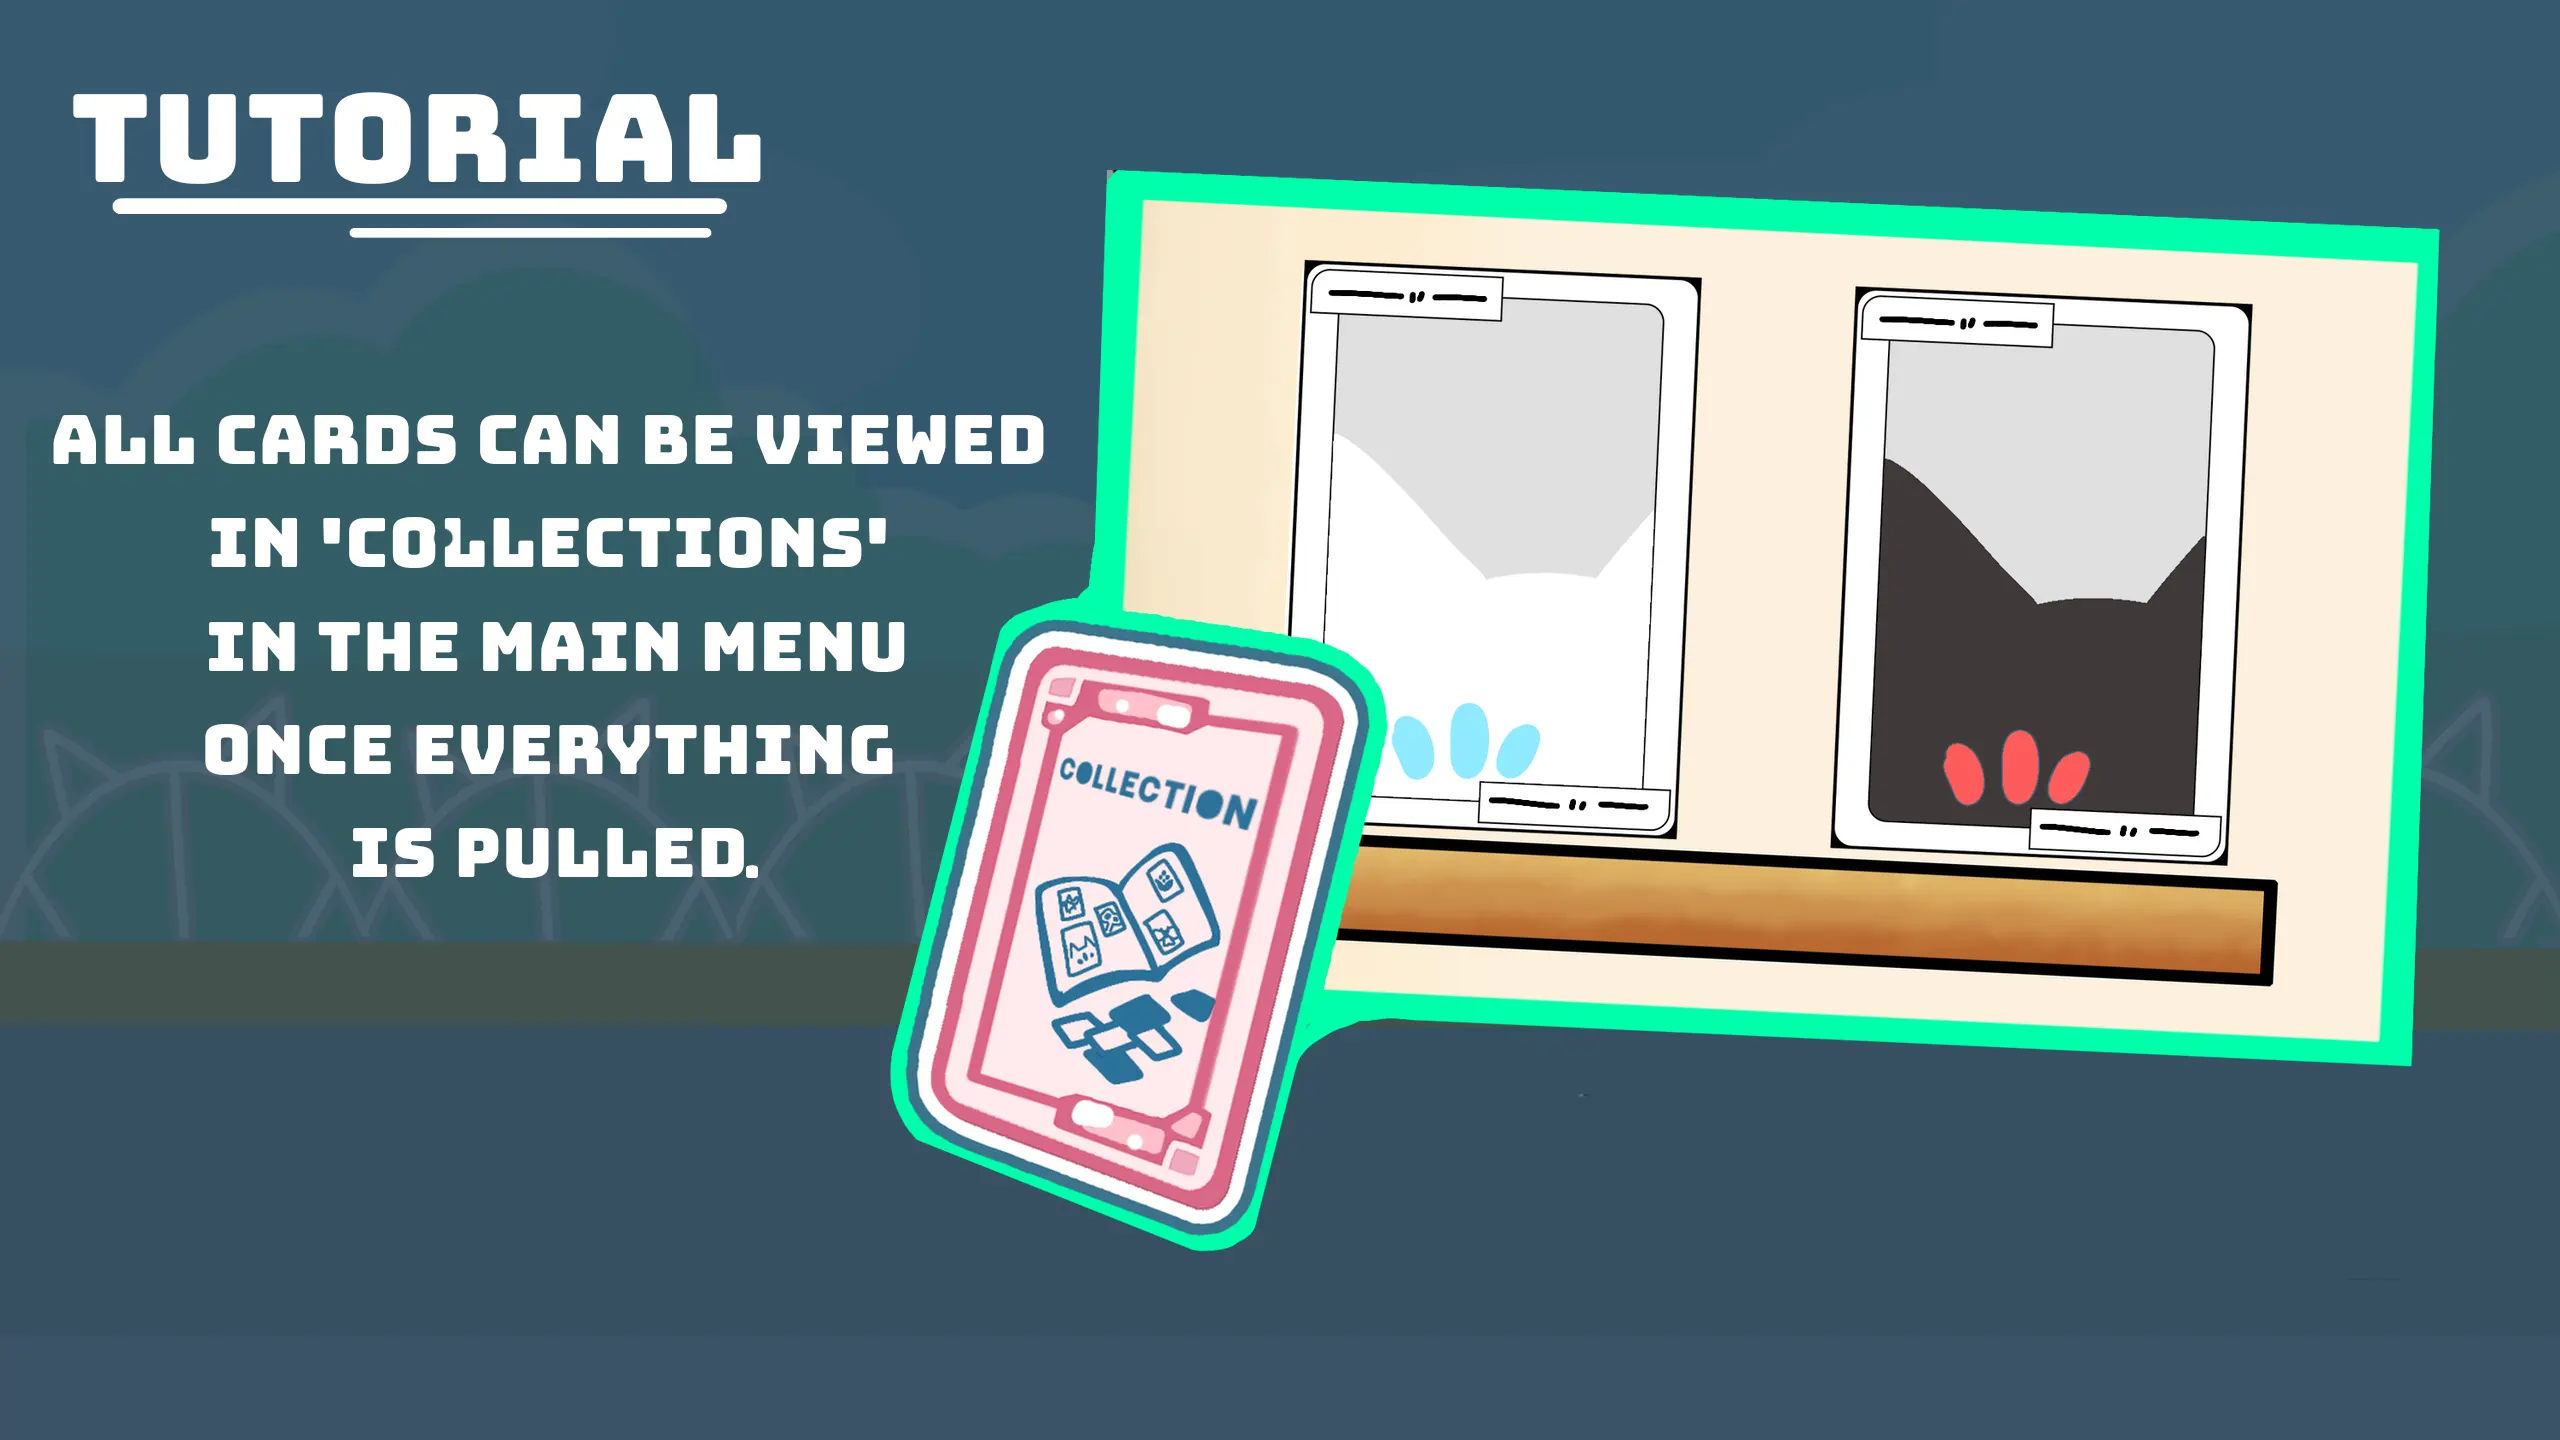 TUTORIAL
ALL CARDS CAN BE VIEWED
IN 'COLLECTIONS'
IN THE MAIN MENU
ONCE EVERYTHING
IS PULLED.
COLLECTION